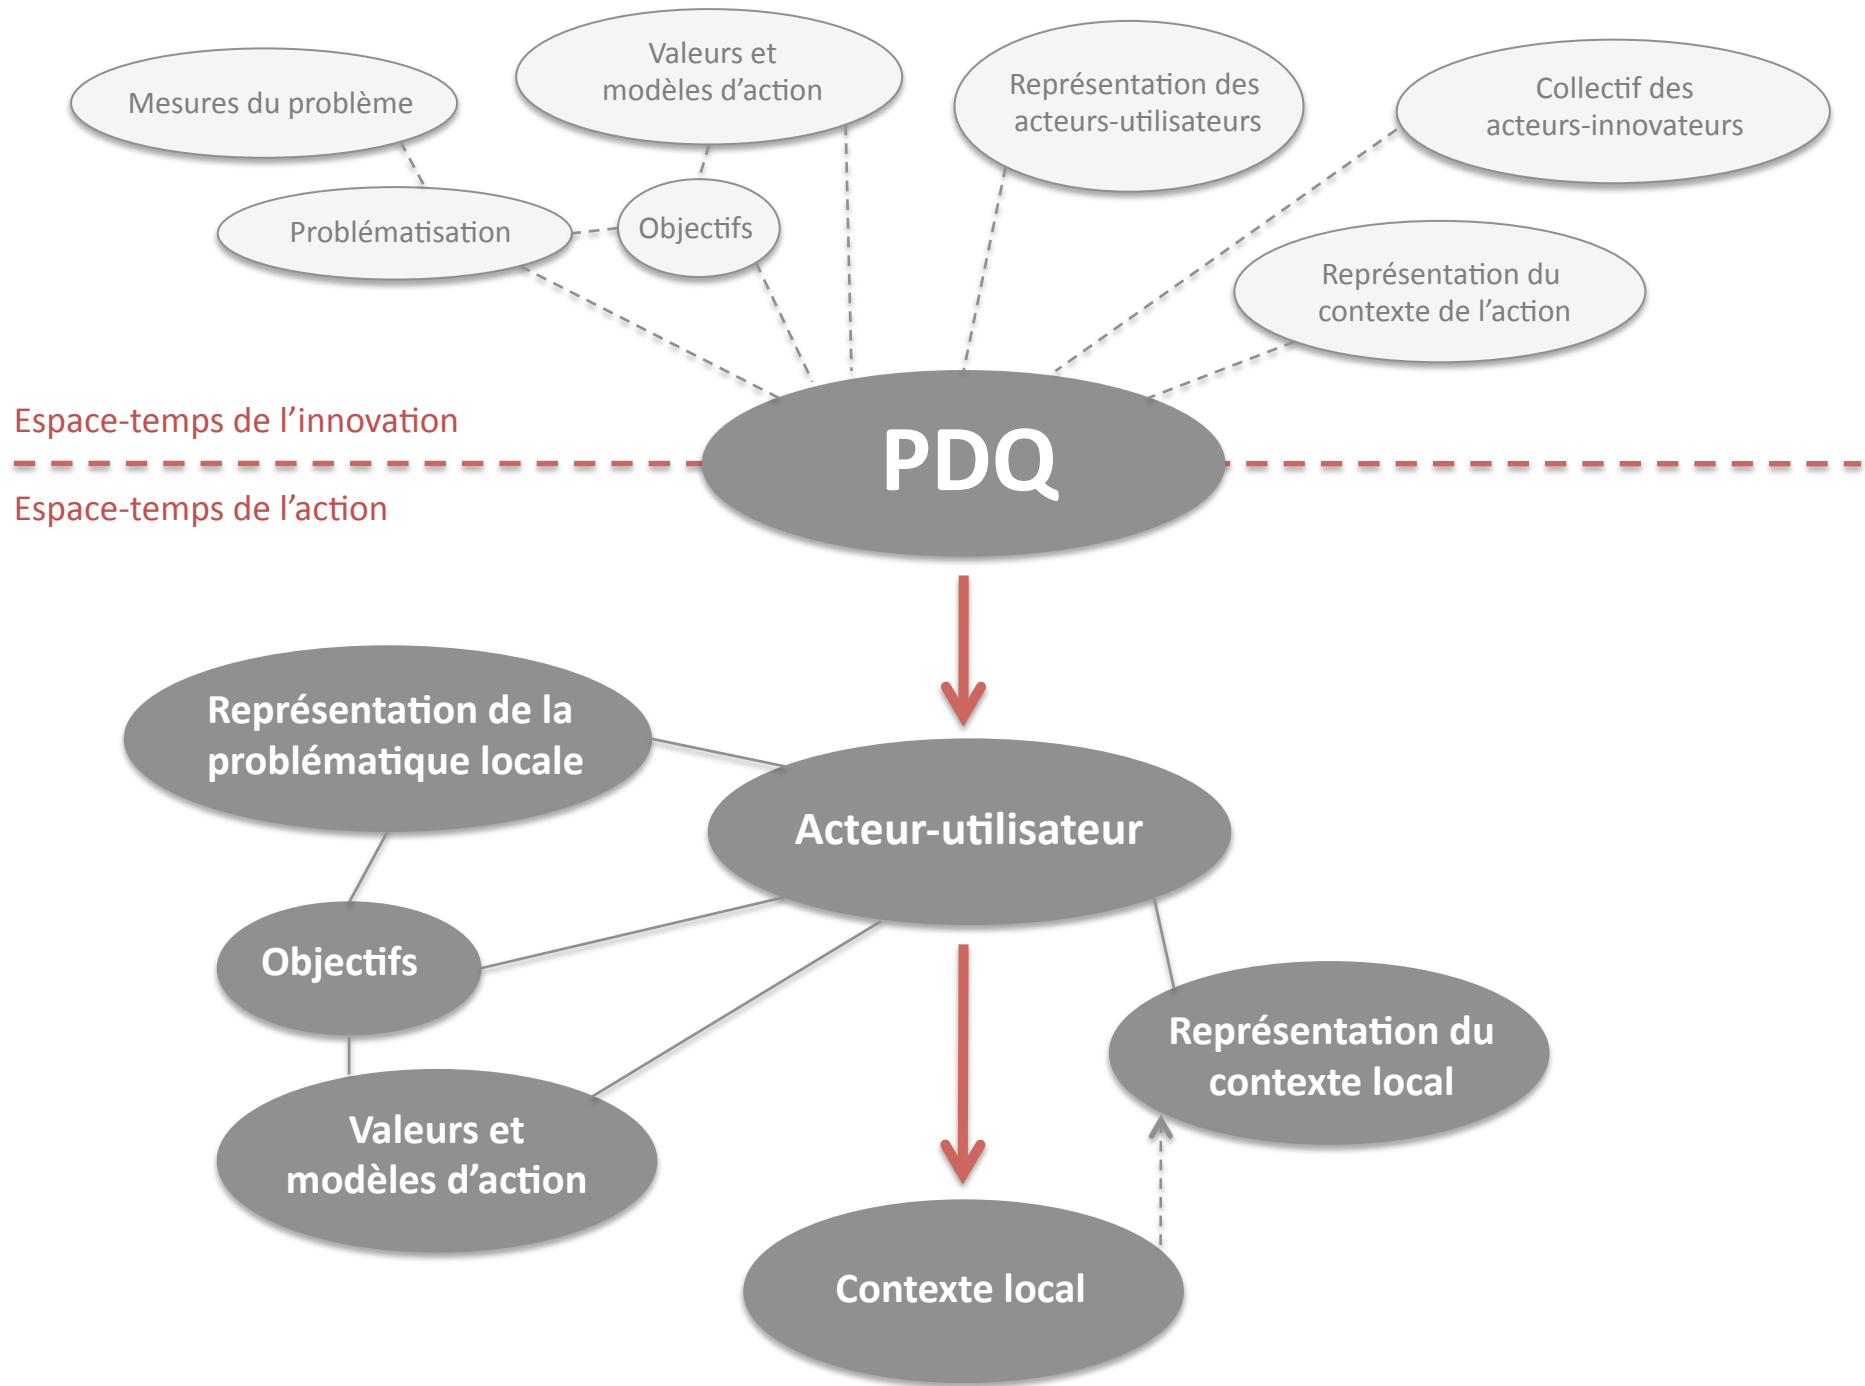 Mesures du problème
Valeurs et
modèles d’action
Représentation des
acteurs-utilisateurs
Collectif des
acteurs-innovateurs
Problématisation
Objectifs
Représentation du
contexte de l’action
Espace-temps de l’innovation
PDQ
Espace-temps de l’action
Représentation de la
problématique locale
Acteur-utilisateur
Objectifs
Représentation du
contexte local
Valeurs et
modèles d’action
Contexte local